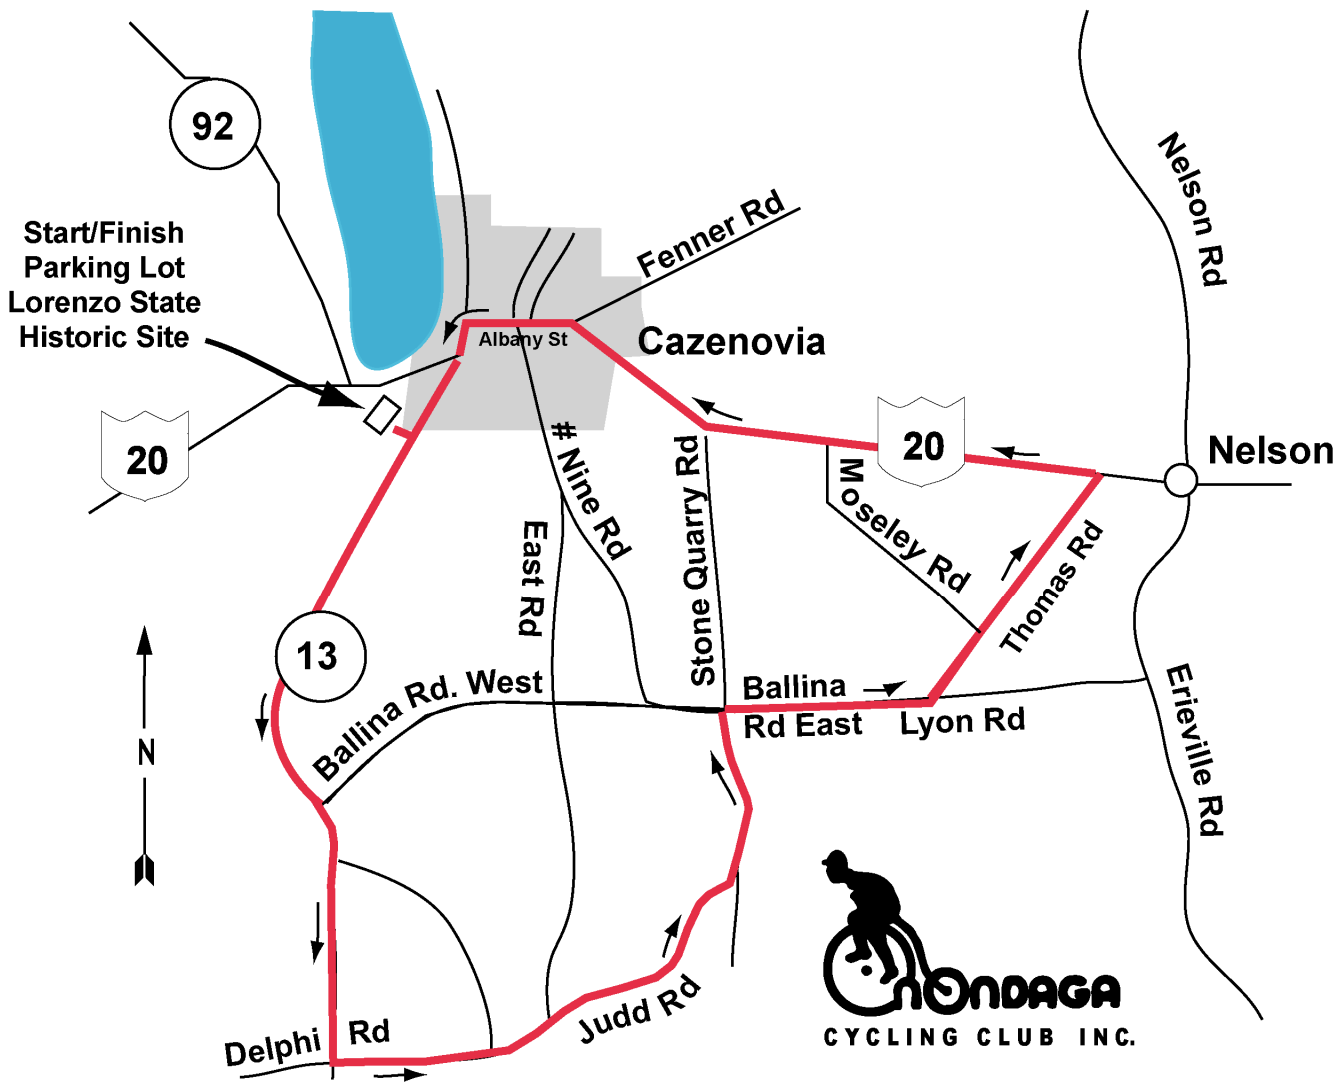 92
Nelson Rd
Start/Finish
Parking Lot
Lorenzo State
Historic Site
Fenner Rd
Albany St
Cazenovia
20
20
Nelson
# Nine Rd
Stone Quarry Rd
Moseley Rd
East Rd
Thomas Rd
13
Ballina Rd. West
Ballina
Rd East
Lyon Rd
Erieville Rd
N
Judd Rd
Delphi Rd
ONONDAGA
CYCLING CLUB INC.